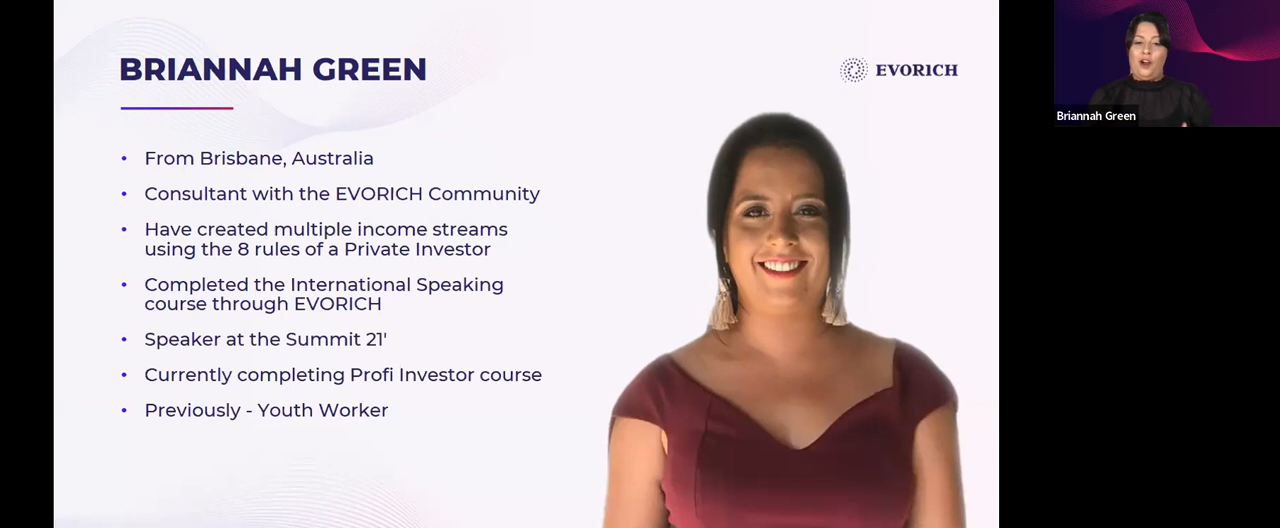 BRIANNAH GREEN
EVORICH
• From Brisbane, Australia
• Consultant with the EVORICH Community
• Have created multiple income streams
using the 8 rules of a Private Investor
• Completed the International Speaking
course through EVORICH
• Speaker at the Summit 21'
• Currently completing Profi Investor course
• Previously - Youth Worker
Briannah Green